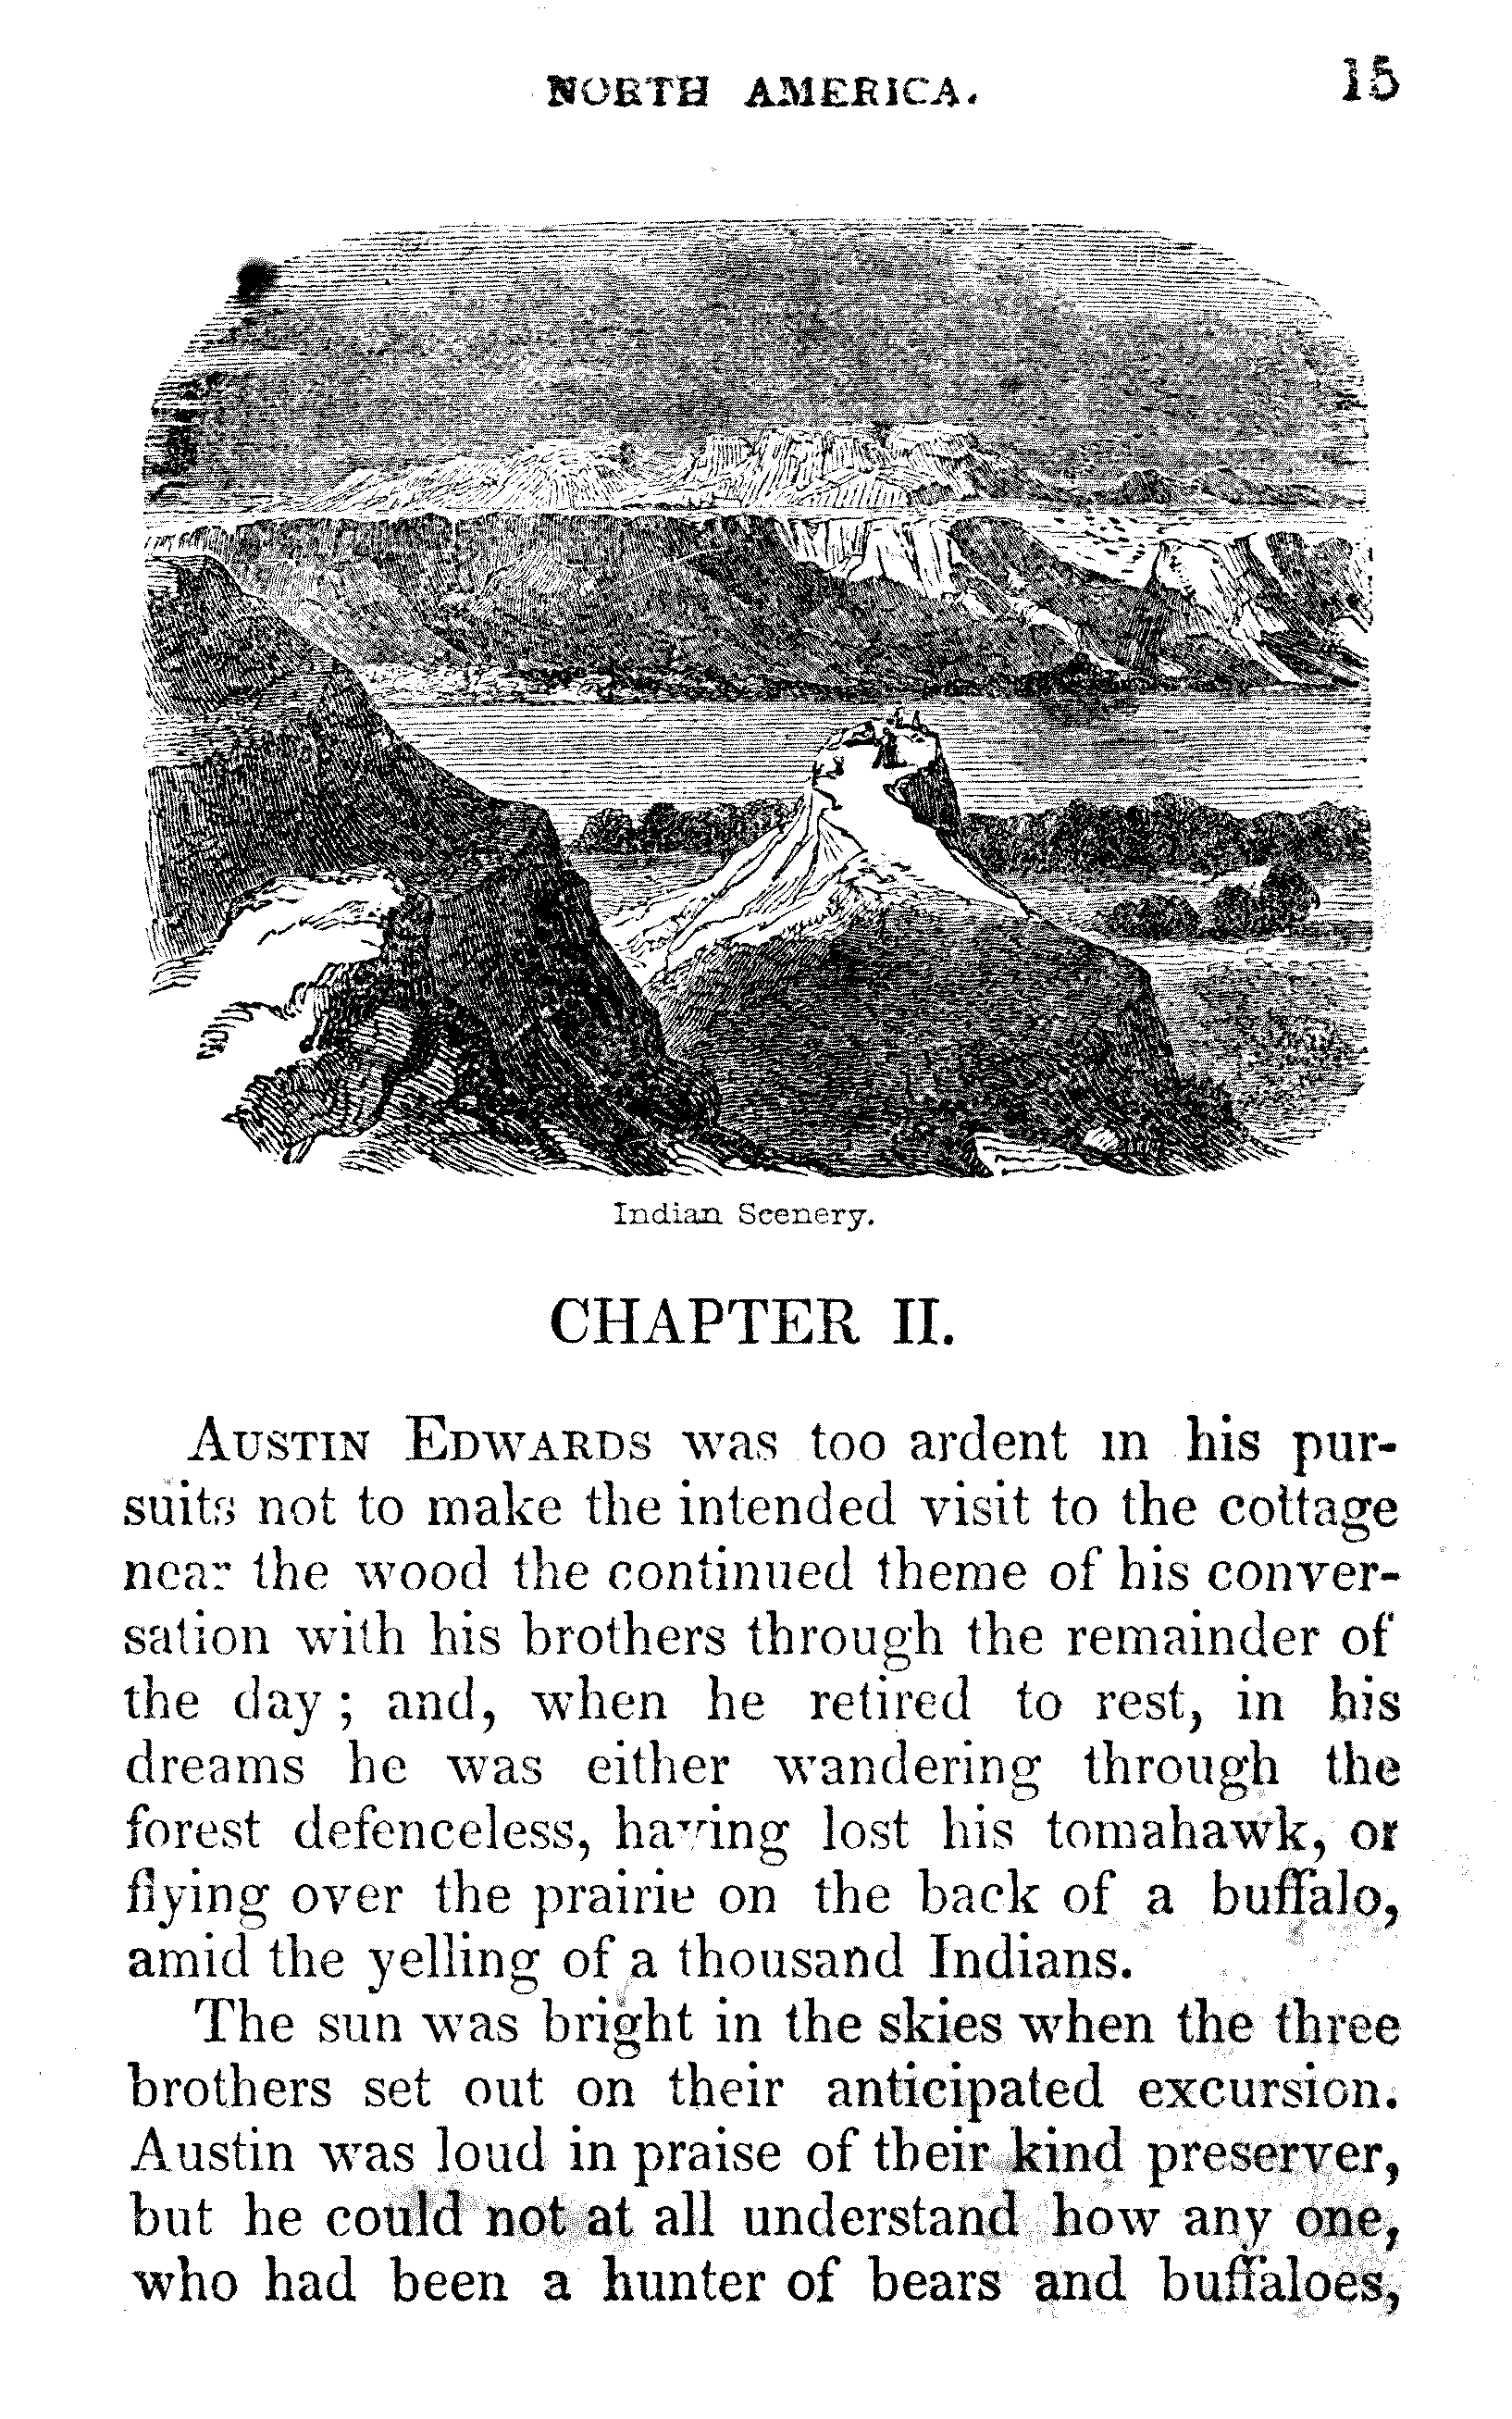 NORTH AMERICA.
15
Indian Scenery.
CHAPTER II.
AUSTIN EDWARDS was too ardent in his pur-
suits not to make the intended visit to the cottage
near the wood the continued theme of his conver-
sation with his brothers through the remainder of
the day; and, when he retired to rest, in his
dreams he was either wandering through the
forest defenceless, having lost his tomahawk, or
flying over the prairie on the back of a buffalo,
amid the yelling of a thousand Indians.
The sun was bright in the skies when the three
brothers set out on their anticipated excursion.
Austin was loud in praise of their kind preserver,
but he could not at all understand how any one,
who had been a hunter of bears and buffaloes,